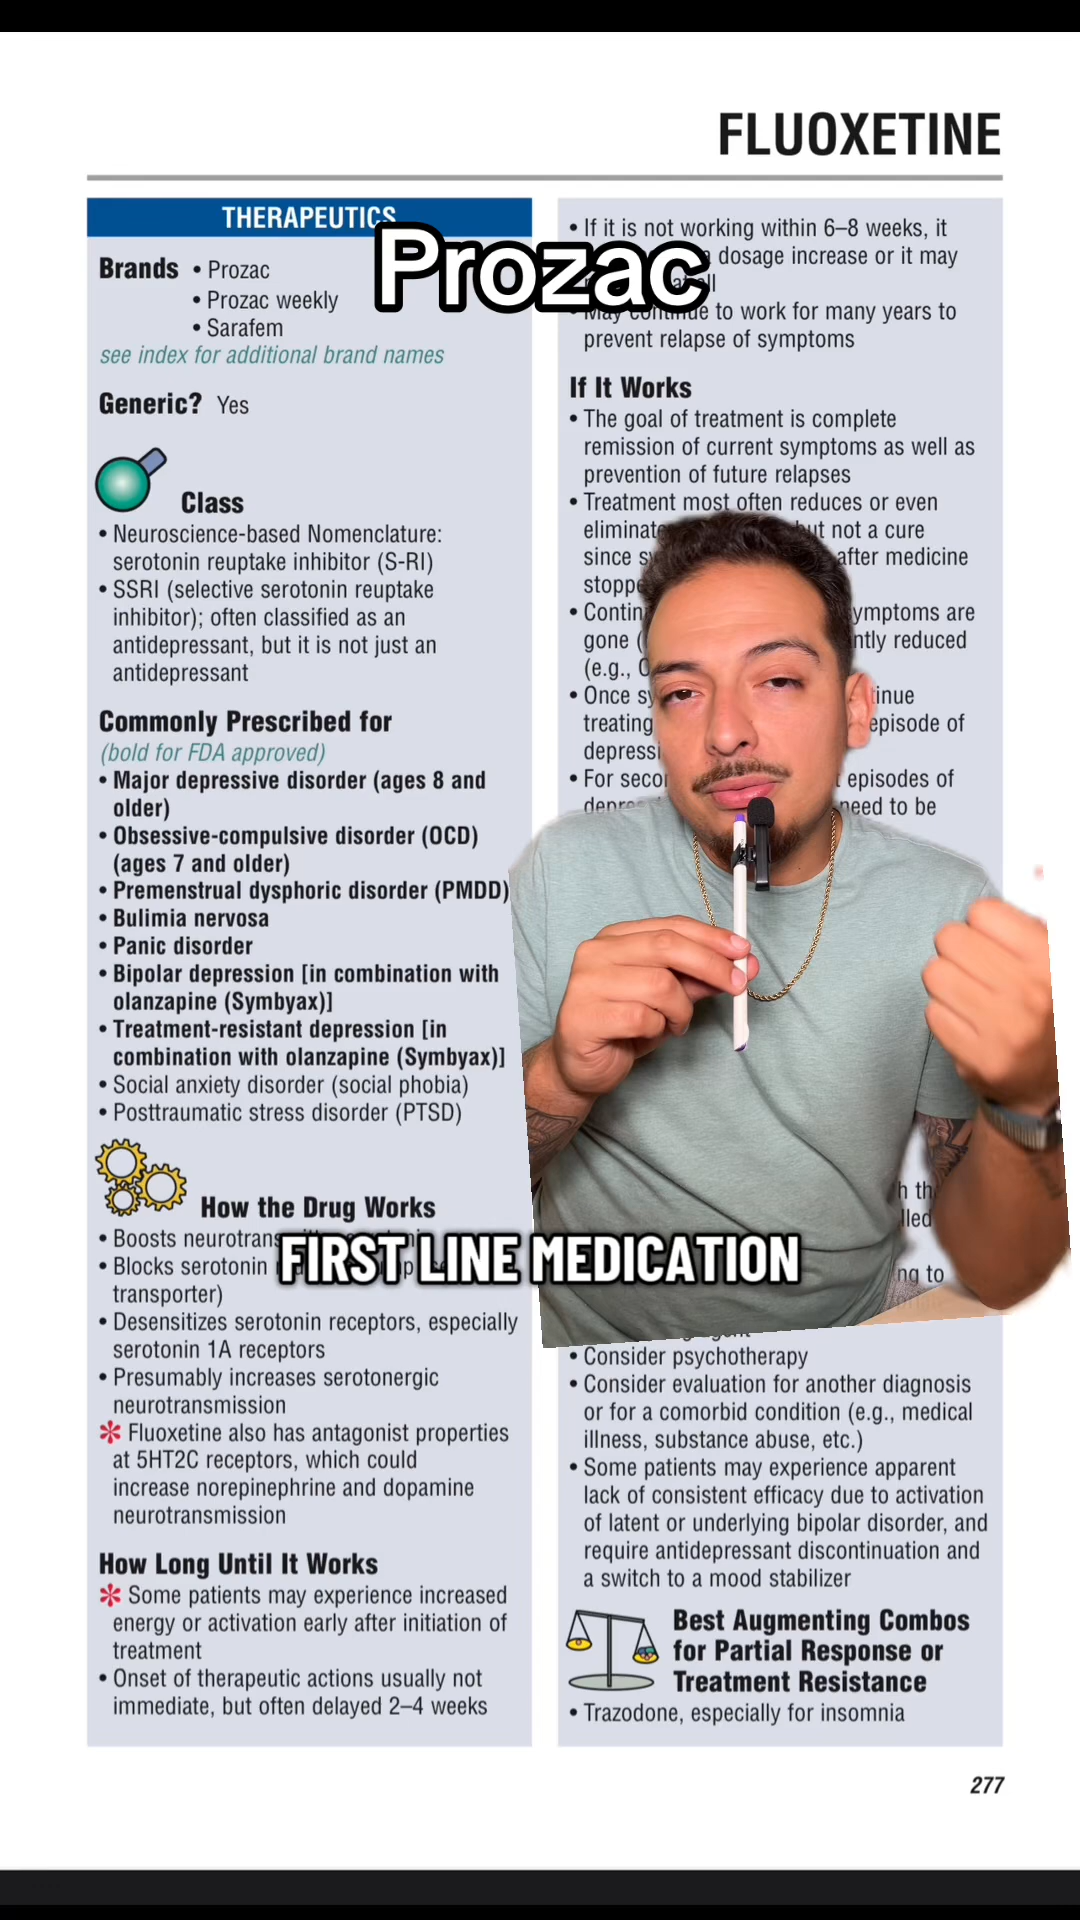 FLUOXETINE
THERAPEUTICS
Prozac
Brands • Prozac
• Prozac weekly
• Sarafem
see index for additional brand names
Generic? Yes
Class
• Neuroscience-based Nomenclature:
serotonin reuptake inhibitor (S-RI)
• SSRI (selective serotonin reuptake
inhibitor); often classified as an
antidepressant, but it is not just an
antidepressant
Commonly Prescribed for
(bold for FDA approved)
• Major depressive disorder (ages 8 and
older)
• Obsessive-compulsive disorder (OCD)
(ages 7 and older)
• Premenstrual dysphoric disorder (PMDD)
• Bulimia nervosa
• Panic disorder
• Bipolar depression [in combination with
olanzapine (Symbyax)]
• Treatment-resistant depression [in
combination with olanzapine (Symbyax)]
• Social anxiety disorder (social phobia)
• Posttraumatic stress disorder (PTSD)
How the Drug Works
• Boosts
• Blocks serotonin
transporter)
• Desensitizes serotonin receptors, especially
serotonin 1A receptors
• Presumably increases serotonergic
neurotransmission
* Fluoxetine also has antagonist properties
at 5HT2C receptors, which could
increase norepinephrine and dopamine
neurotransmission
How Long Until It Works
* Some patients may experience increased
energy or activation early after initiation of
treatment
• Onset of therapeutic actions usually not
immediate, but often delayed 2–4 weeks
• If it is not working within 6–8 weeks, it
dosage increase or it may
• May continue to work for many years to
prevent relapse of symptoms
If It Works
• The goal of treatment is complete
remission of current symptoms as well as
prevention of future relapses
• Treatment most often reduces or even
but not a cure
since after medicine
symptoms are
gone ( reduced
(e.g.,
• Once
treating episode of
• For episodes of
need to be
FIRST LINE MEDICATION
• Consider psychotherapy
• Consider evaluation for another diagnosis
or for a comorbid condition (e.g., medical
illness, substance abuse, etc.)
• Some patients may experience apparent
lack of consistent efficacy due to activation
of latent or underlying bipolar disorder, and
require antidepressant discontinuation and
a switch to a mood stabilizer
Best Augmenting Combos
for Partial Response or
Treatment Resistance
• Trazodone, especially for insomnia
277